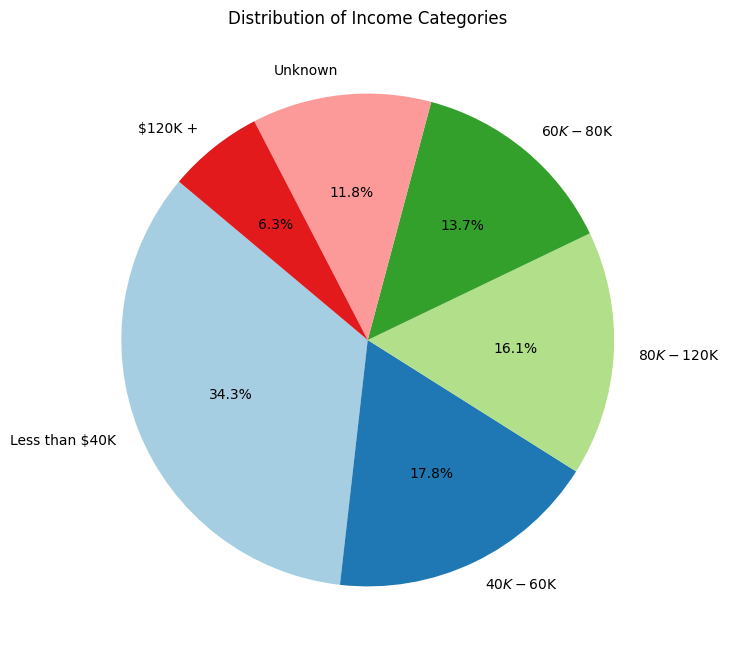 Distribution of Income Categories
Unknown
$120K +
60K − 80K
11.8%
6.3%
13.7%
16.1%
80K − 120K
34.3%
Less than $40K
17.8%
40K − 60K